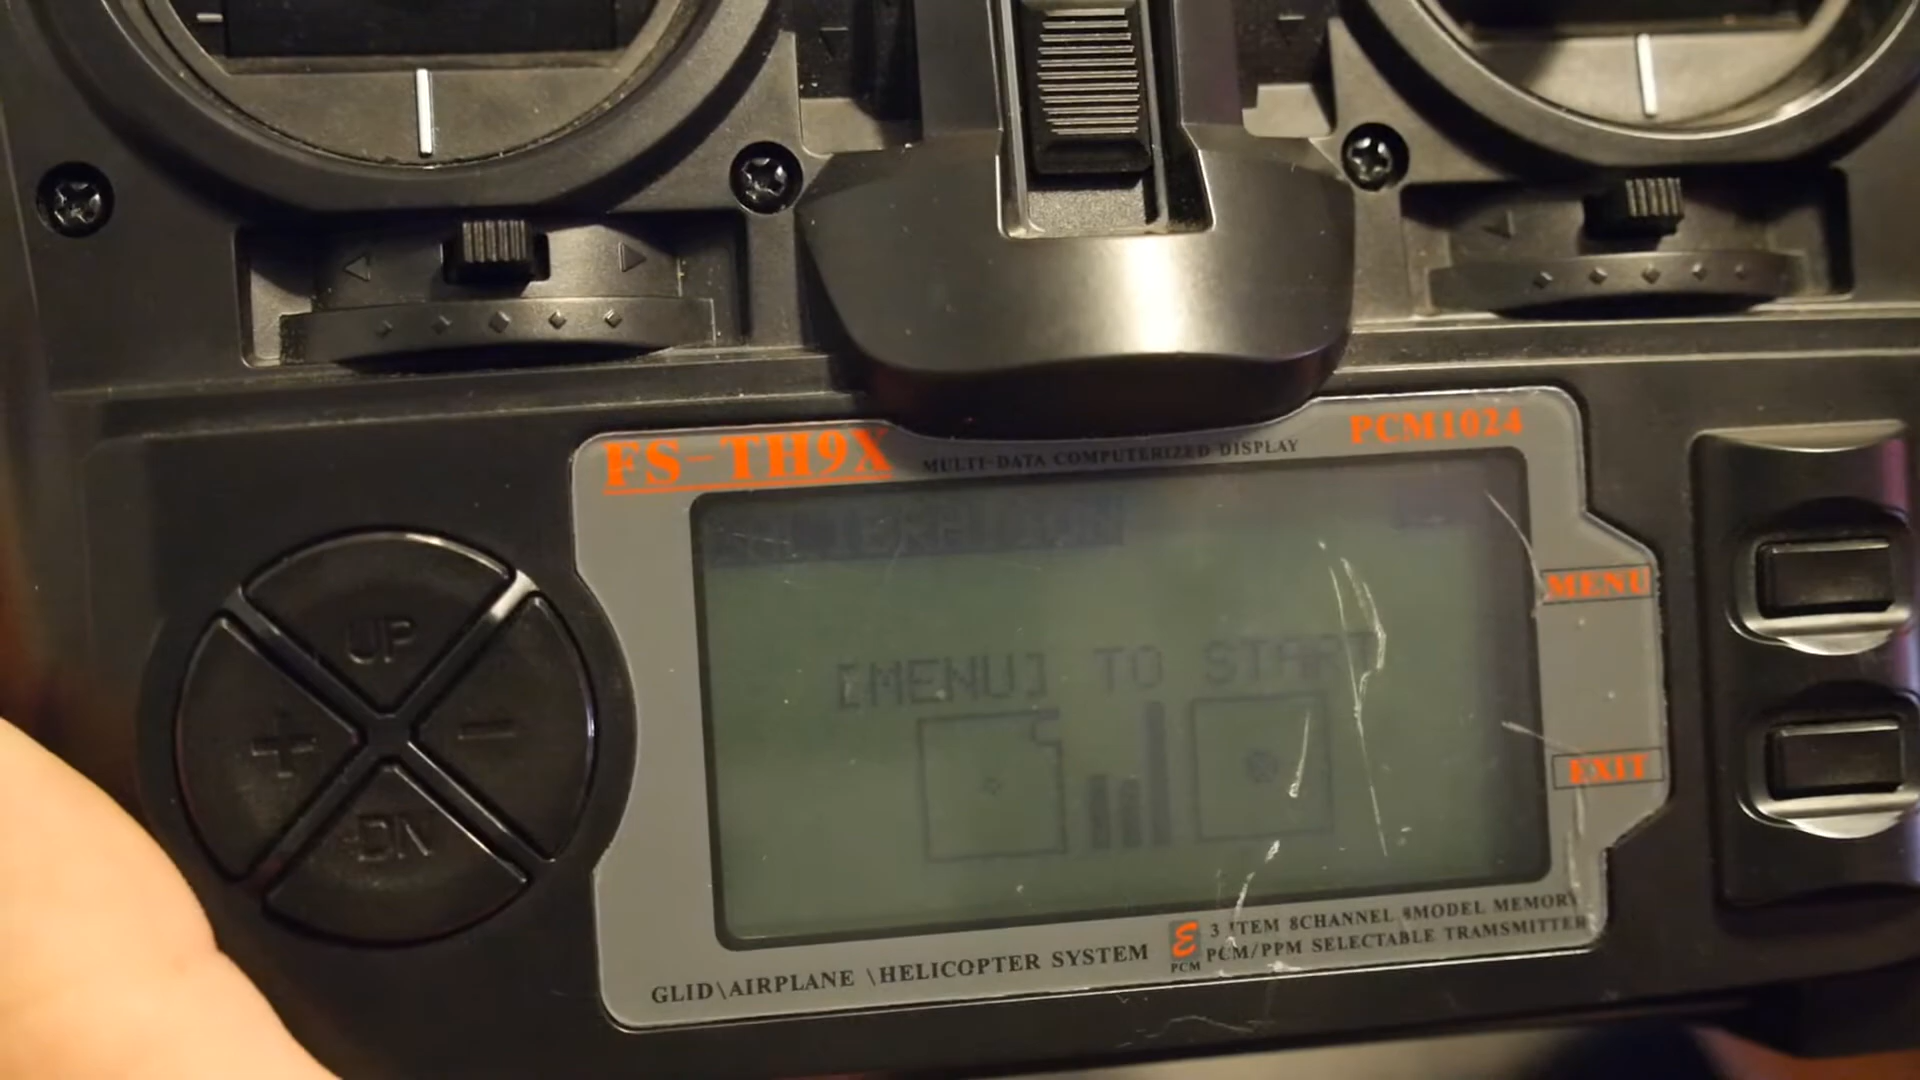 FS-TH9X MULTI-DATA COMPUTERIZED DISPLAY PCM1024
CALIBRATION
[MENU] TO START
MENU
EXIT
UP
+ −
DN
GLID\AIRPLANE \HELICOPTER SYSTEM
PCM
3 ITEM 8CHANNEL 8MODEL MEMORY
PCM/PPM SELECTABLE TRAMSMITTER